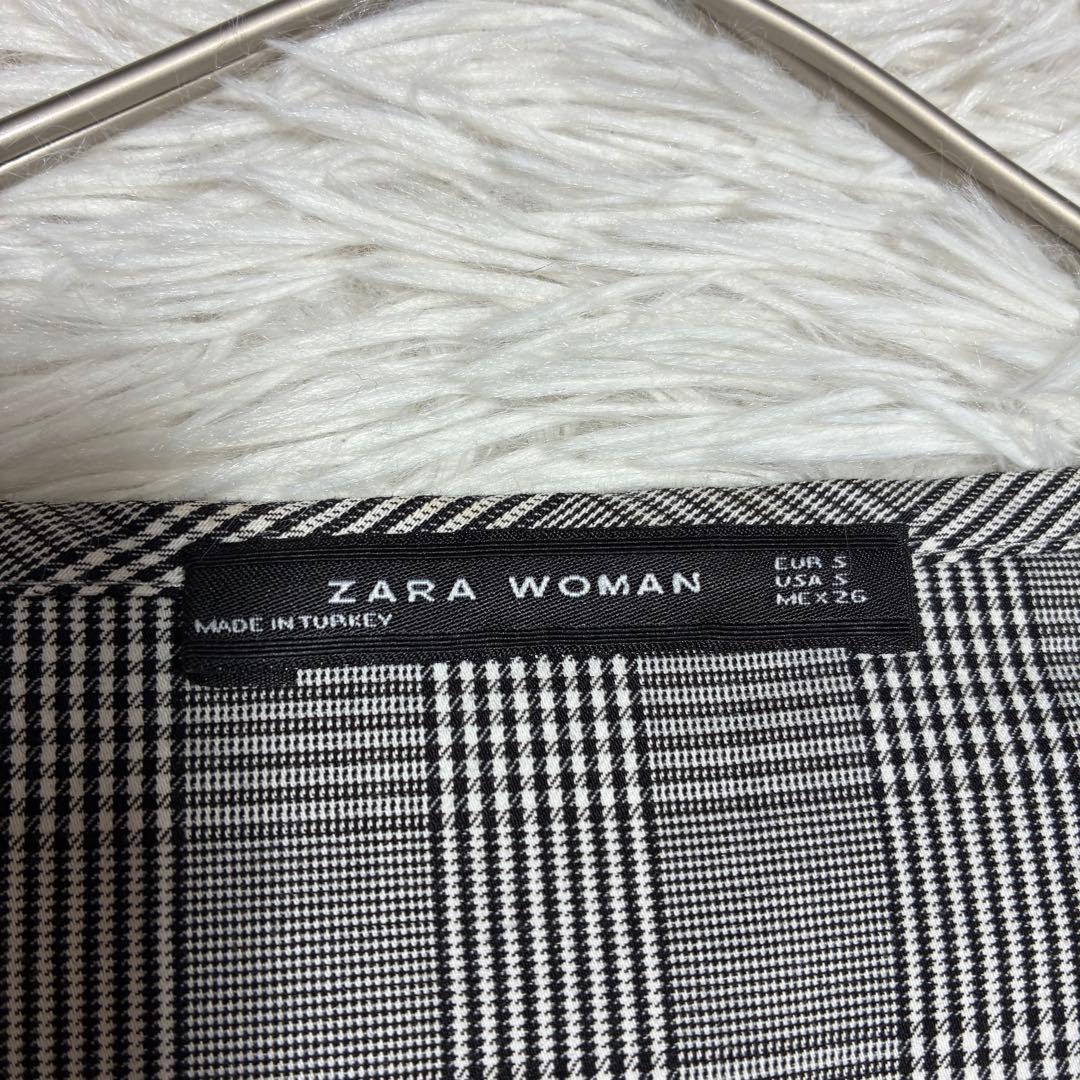 ZARA WOMAN
MADE IN TURKEY
EUR S
USA S
MEX 26